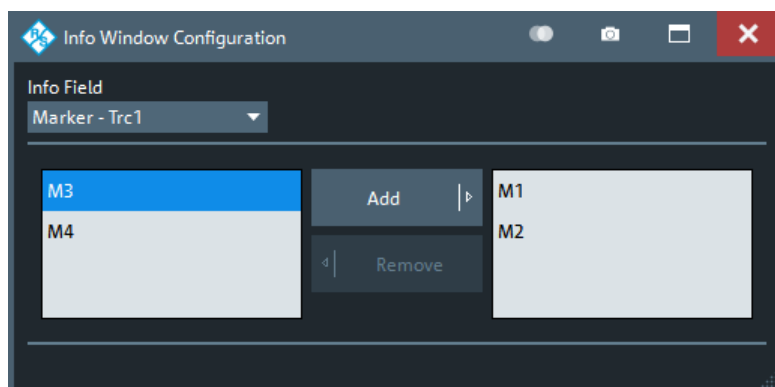 R&S Info Window Configuration
Info Field
Marker - Trc1
M3
M4
Add
Remove
M1
M2